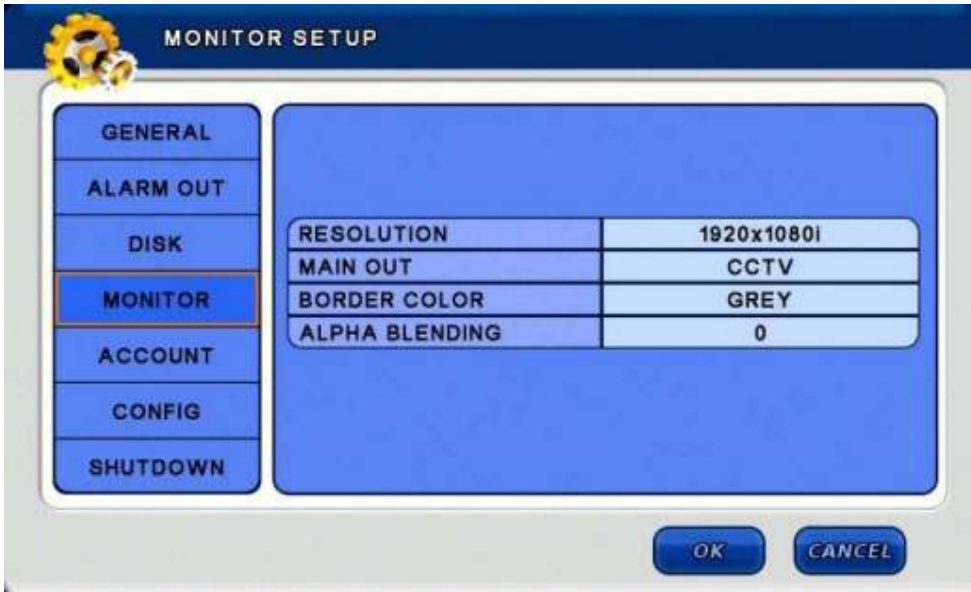 MONITOR SETUP
GENERAL
ALARM OUT
DISK
MONITOR
ACCOUNT
CONFIG
SHUTDOWN
RESOLUTION 1920x1080i
MAIN OUT CCTV
BORDER COLOR GREY
ALPHA BLENDING 0
OK CANCEL